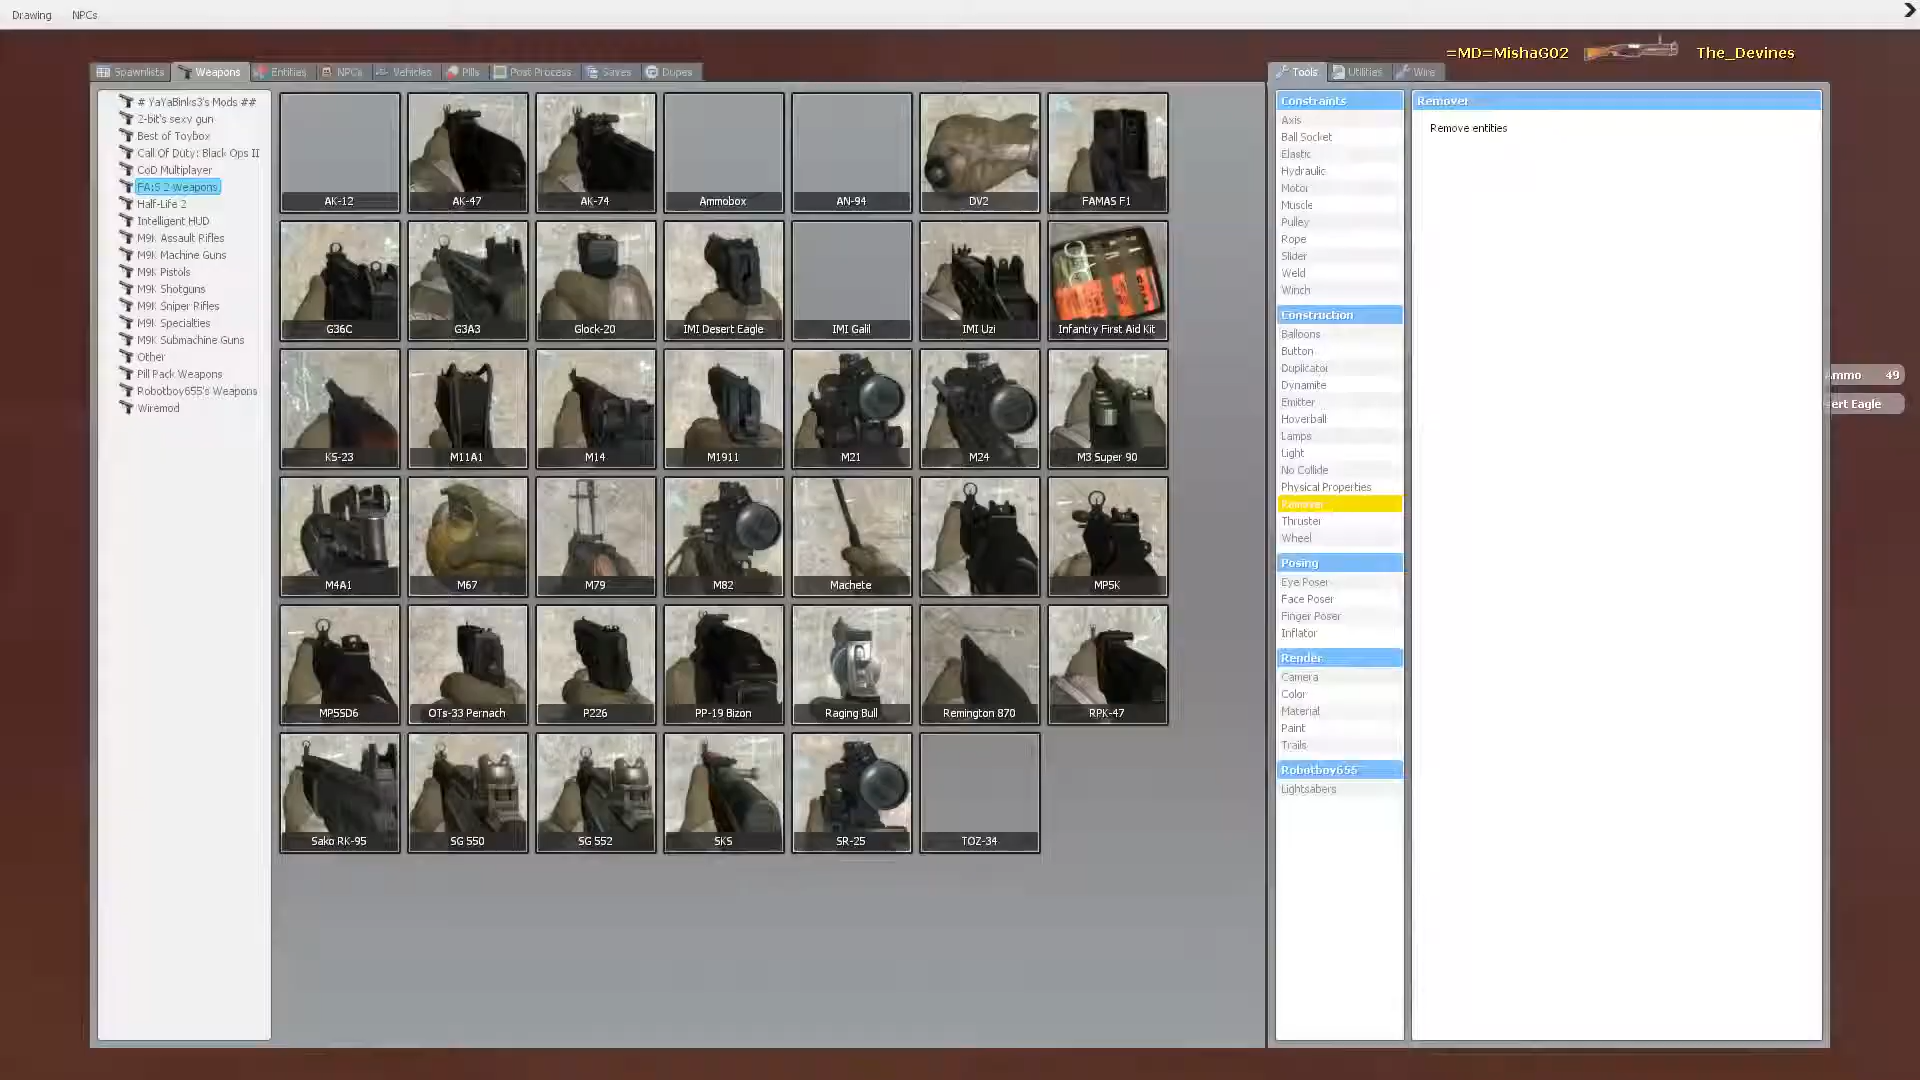 Drawing NPCs
=MD=MishaG02 The_Devines
Spawnlists Weapons Entities NPCs Vehicles Pills Post Process Saves Dupes
Tools Utilities Wire
# YaYaBinks3's Mods ##
2-bit's sexy gun
Best of Toybox
Call Of Duty: Black Ops II
CoD Multiplayer
FA:S 2 Weapons
Half-Life 2
Intelligent HUD
M9K Assault Rifles
M9K Machine Guns
M9K Pistols
M9K Shotguns
M9K Sniper Rifles
M9K Specialties
M9K Submachine Guns
Other
Pill Pack Weapons
Robotboy655's Weapons
Wiremod
AK-12 AK-47 AK-74 Ammobox AN-94 DV2 FAMAS F1
G36C G3A3 Glock-20 IMI Desert Eagle IMI Galil IMI Uzi Infantry First Aid Kit
KS-23 M11A1 M14 M1911 M21 M24 M3 Super 90
M4A1 M67 M79 M82 Machete MP5K
MP5SD6 OTs-33 Pernach P226 PP-19 Bizon Raging Bull Remington 870 RPK-47
Sako RK-95 SG 550 SG 552 SKS SR-25 TOZ-34
Constraints
Axis
Ball Socket
Elastic
Hydraulic
Motor
Muscle
Pulley
Rope
Slider
Weld
Winch
Construction
Balloons
Button
Duplicator
Dynamite
Emitter
Hoverball
Lamps
Light
No Collide
Physical Properties
Remover
Thruster
Wheel
Posing
Eye Poser
Face Poser
Finger Poser
Inflator
Render
Camera
Color
Material
Paint
Trails
Robotboy655
Lightsabers
Remover
Remove entities
mmo 49
ert Eagle